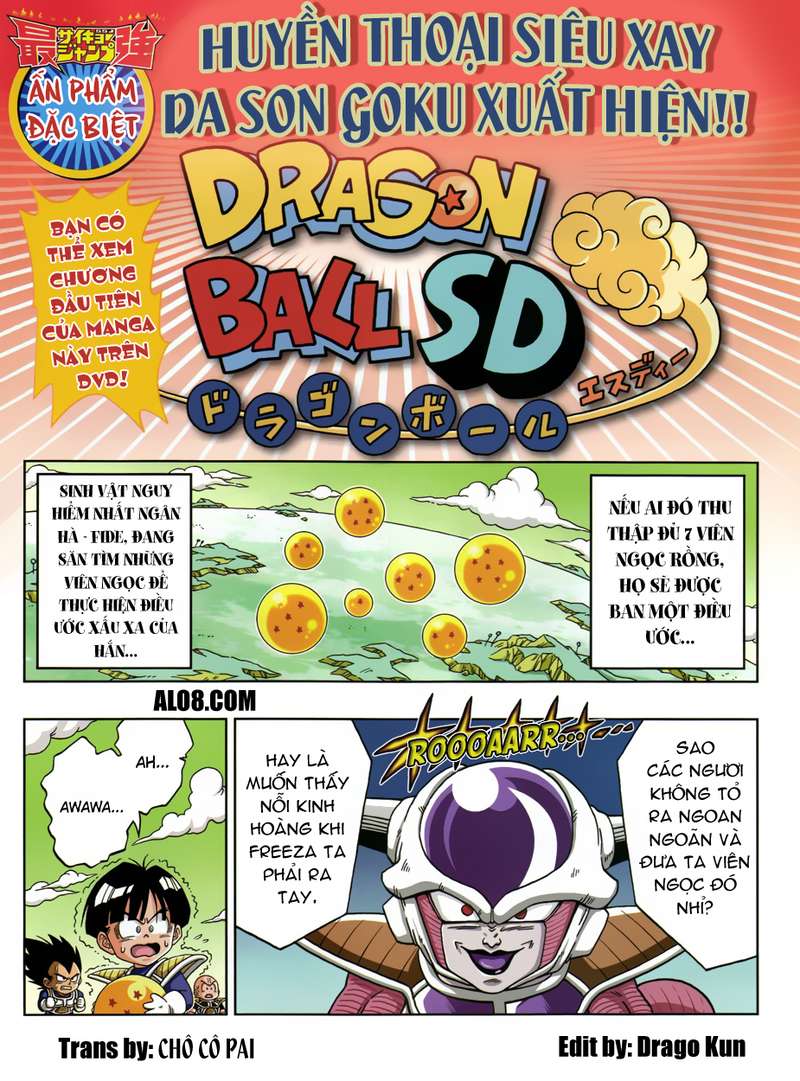 最強
サイキョー
ジャンプ
ẤN PHẨM
ĐẶC BIỆT
HUYỀN THOẠI SIÊU XAY
DA SON GOKU XUẤT HIỆN!!
DRAGON
BALL SD
ドラゴンボール
エスディー
BẠN CÓ
THỂ XEM
CHƯƠNG
ĐẦU TIÊN
CỦA MANGA
NÀY TRÊN
DVD!
NẾU AI ĐÓ THU
THẬP ĐỦ 7 VIÊN
NGỌC RỒNG,
HỌ SẼ ĐƯỢC
BAN MỘT ĐIỀU
ƯỚC...
SINH VẬT NGUY
HIỂM NHẤT NGÂN
HÀ - FIDE, ĐANG
SĂN TÌM NHỮNG
VIÊN NGỌC ĐỂ
THỰC HIỆN ĐIỀU
ƯỚC XẤU XA CỦA
HẮN...
ALO8.COM
ROOOAARR...
SAO
CÁC NGƯƠI
KHÔNG TỎ
RA NGOAN
NGOÃN VÀ
ĐƯA TA VIÊN
NGỌC ĐÓ
NHỈ?
HAY LÀ
MUỐN THẤY
NỖI KINH
HOÀNG KHI
FREEZA TA
PHẢI RA
TAY.
AH...
AWAWA...
Trans by: CHÔ CÔ PAI
Edit by: Drago Kun